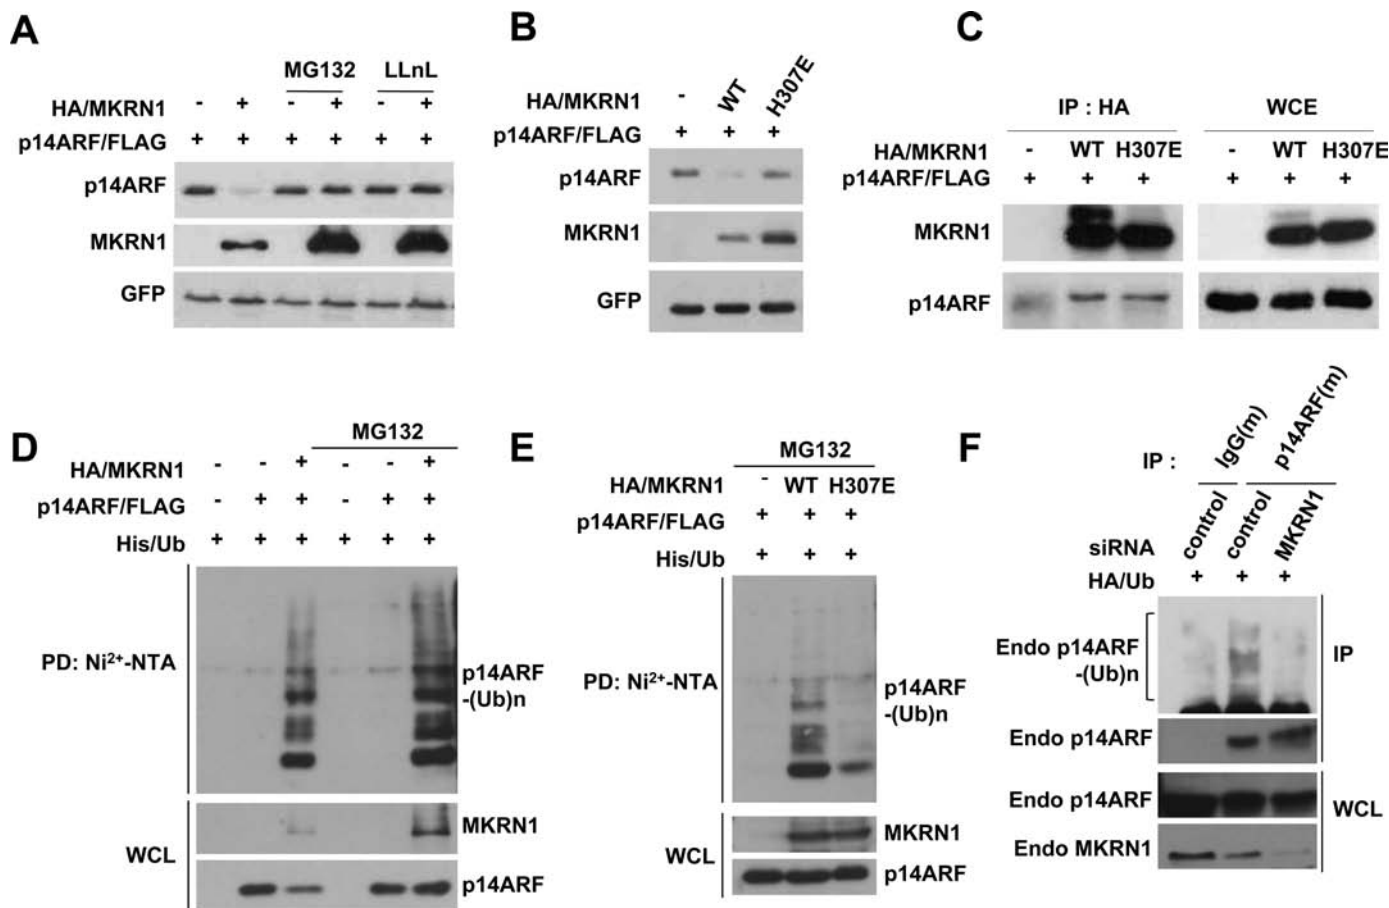 A
MG132 LLnL
HA/MKRN1 - + - + - +
p14ARF/FLAG + + + + + +
p14ARF
MKRN1
GFP
B
HA/MKRN1 - WT H307E
p14ARF/FLAG + + +
p14ARF
MKRN1
GFP
C
IP : HA WCE
HA/MKRN1 - WT H307E - WT H307E
p14ARF/FLAG + + + + + +
MKRN1
p14ARF
D
MG132
HA/MKRN1 - - + - - +
p14ARF/FLAG - + + - + +
His/Ub + + + + + +
PD: Ni²⁺-NTA
p14ARF
-(Ub)n
WCL
MKRN1
p14ARF
E
MG132
HA/MKRN1 - WT H307E
p14ARF/FLAG + + +
His/Ub + + +
PD: Ni²⁺-NTA
p14ARF
-(Ub)n
WCL
MKRN1
p14ARF
F
IP : IgG(m) p14ARF(m)
siRNA control control MKRN1
HA/Ub + + +
Endo p14ARF
-(Ub)n
IP
Endo p14ARF
Endo p14ARF
WCL
Endo MKRN1